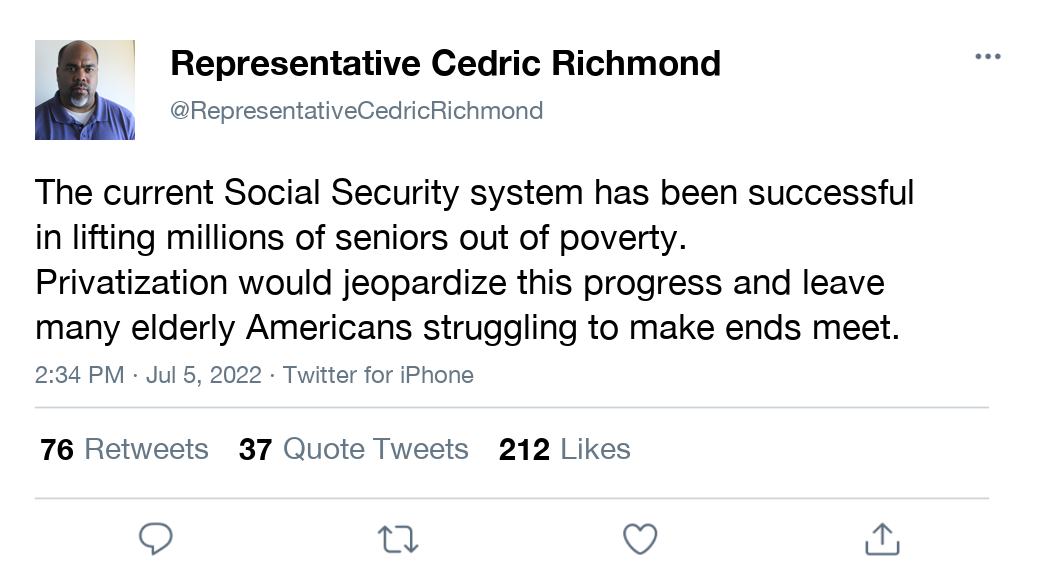 Representative Cedric Richmond
@RepresentativeCedricRichmond
The current Social Security system has been successful
in lifting millions of seniors out of poverty.
Privatization would jeopardize this progress and leave
many elderly Americans struggling to make ends meet.
2:34 PM · Jul 5, 2022 · Twitter for iPhone
76 Retweets 37 Quote Tweets 212 Likes